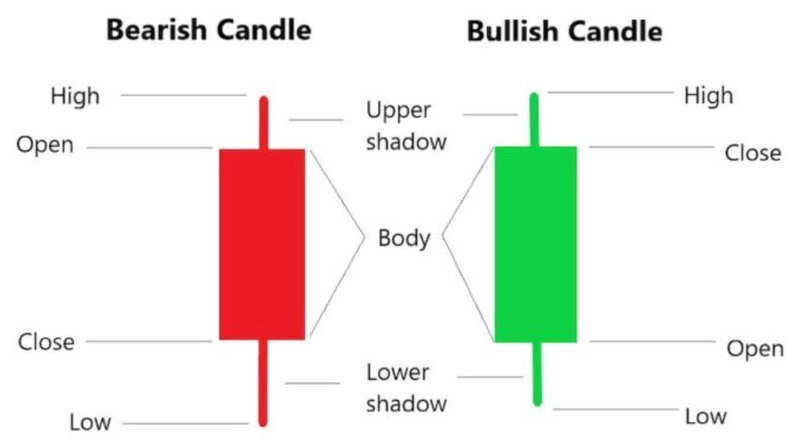 Bearish Candle
Bullish Candle
High
Upper
shadow
High
Open
Close
Body
Close
Open
Lower
shadow
Low
Low